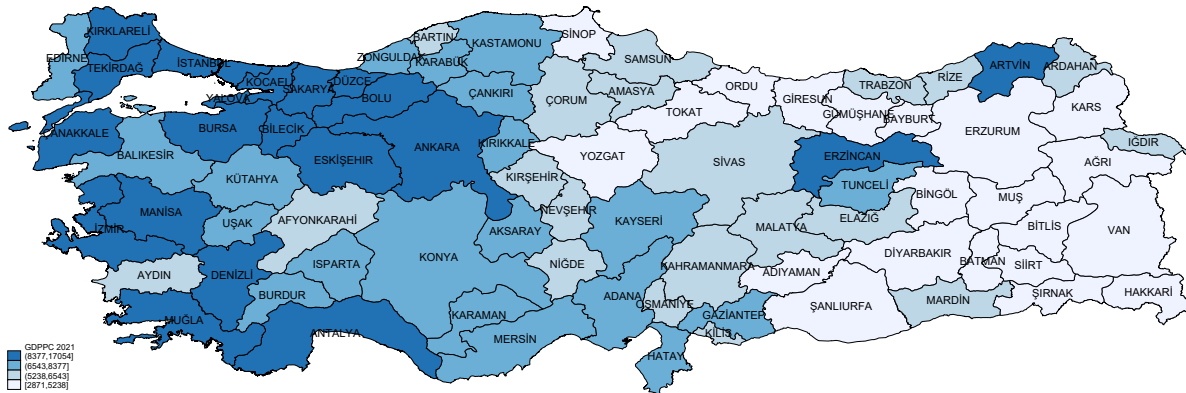 KIRKLARELİ
EDİRNE
TEKİRDAĞ
İSTANBUL
KOCAELİ
YALOVA
SAKARYA
DÜZCE
BOLU
ZONGULDAK
BARTIN
KARABÜK
KASTAMONU
SİNOP
ÇANKIRI
SAMSUN
AMASYA
ÇORUM
ORDU
TOKAT
GİRESUN
TRABZON
RİZE
ARTVİN
ARDAHAN
GÜMÜŞHANE
BAYBURT
KARS
ERZURUM
IĞDIR
AĞRI
ÇANAKKALE
BALIKESİR
BURSA
BİLECİK
ESKİŞEHİR
ANKARA
KIRIKKALE
YOZGAT
SİVAS
ERZİNCAN
TUNCELİ
BİNGÖL
MUŞ
KÜTAHYA
KIRŞEHİR
MANİSA
İZMİR
UŞAK
AFYONKARAHİ
NEVŞEHİR
KAYSERİ
MALATYA
ELAZIĞ
BİTLİS
VAN
AKSARAY
KONYA
ISPARTA
NİĞDE
KAHRAMANMARA
ADIYAMAN
DİYARBAKIR
BATMAN
SİİRT
AYDIN
DENİZLİ
BURDUR
MUĞLA
ANTALYA
KARAMAN
MERSİN
ADANA
OSMANİYE
GAZİANTEP
KİLİS
HATAY
ŞANLIURFA
MARDİN
ŞIRNAK
HAKKARİ
GDPPC 2021
(8377,17054]
(6543,8377]
(5238,6543]
[2871,5238]